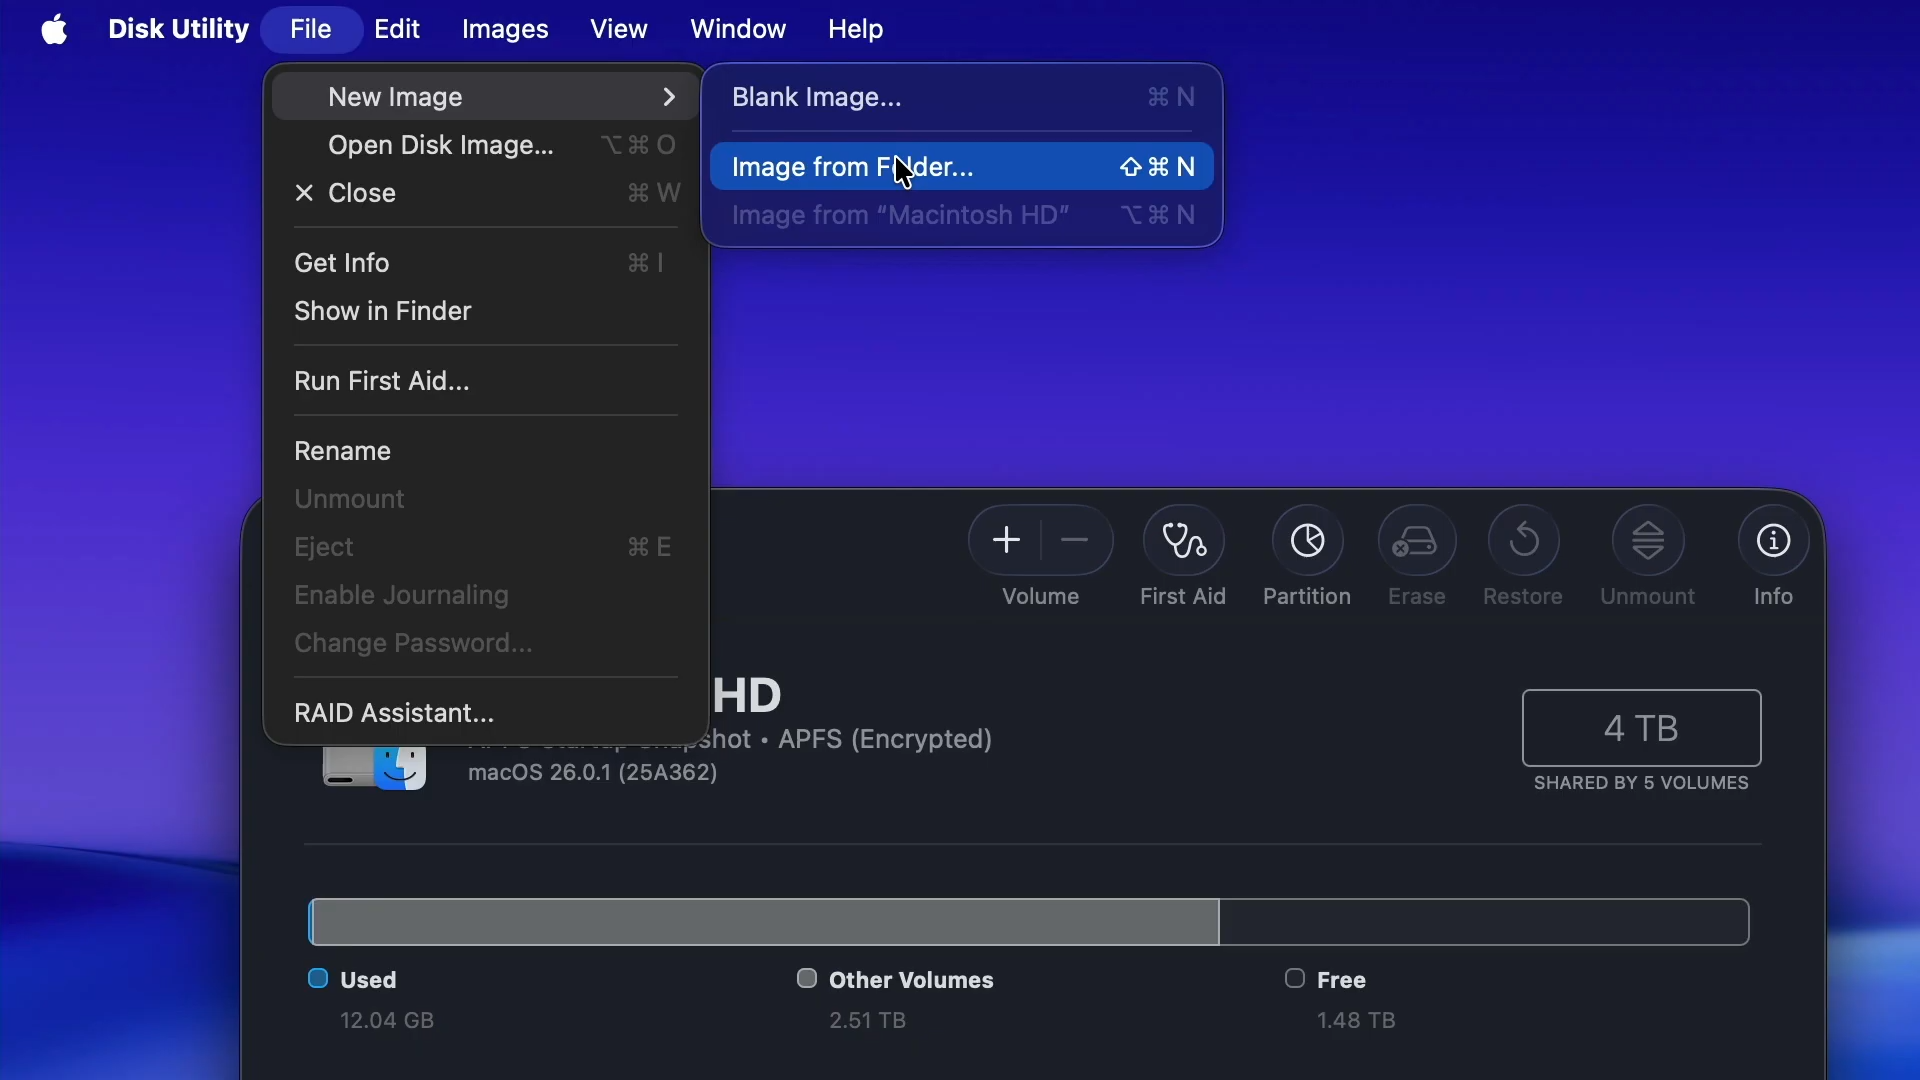 Disk Utility File Edit Images View Window Help
New Image
Open Disk Image... ⌥⌘O
Close ⌘W
Get Info ⌘I
Show in Finder
Run First Aid...
Rename
Unmount
Eject ⌘E
Enable Journaling
Change Password...
RAID Assistant...
Blank Image... ⌘N
Image from Folder... ⇧⌘N
Image from “Macintosh HD” ⌥⌘N
Volume First Aid Partition Erase Restore Unmount Info
HD
Snapshot • APFS (Encrypted)
macOS 26.0.1 (25A362)
4 TB
SHARED BY 5 VOLUMES
Used
12.04 GB
Other Volumes
2.51 TB
Free
1.48 TB